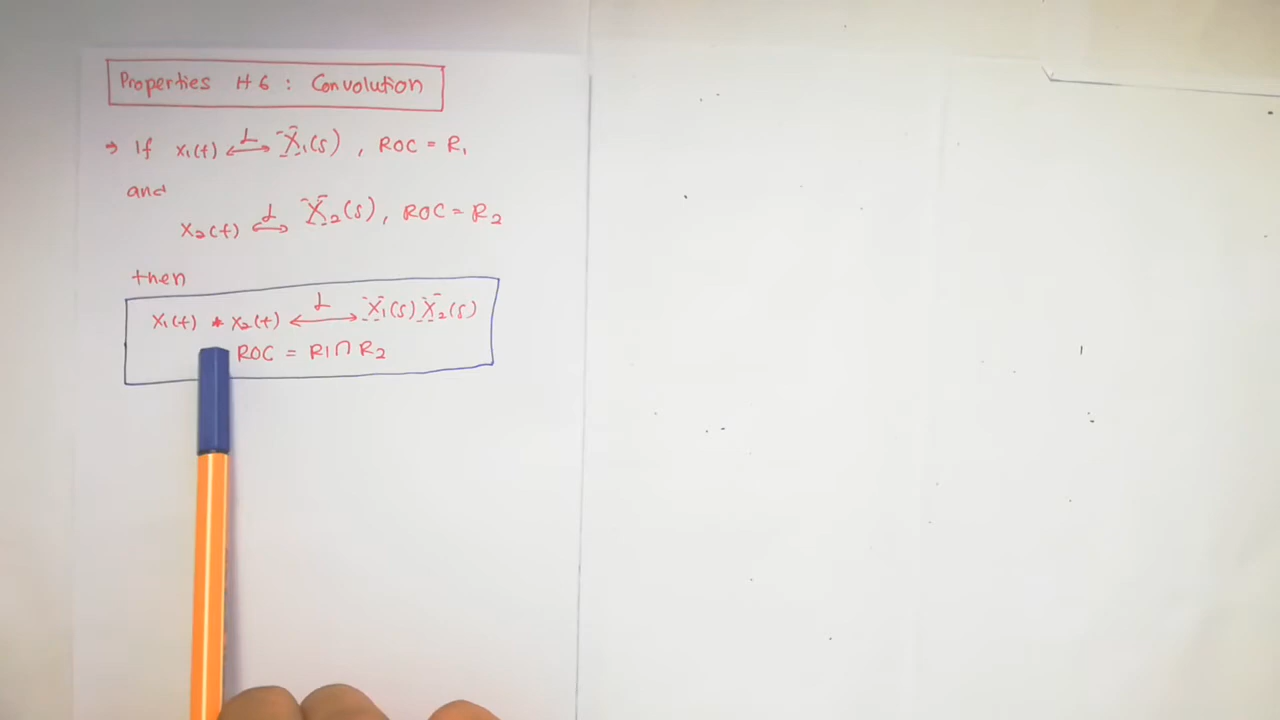 Properties # 6 : Convolution
→ If x₁(t) ↔ X₁(s) , ROC = R₁
L
and
x₂(t) ↔ X₂(s), ROC = R₂
L
then
x₁(t) * x₂(t) ↔ X₁(s) X₂(s)
L
ROC = R1 ∩ R₂